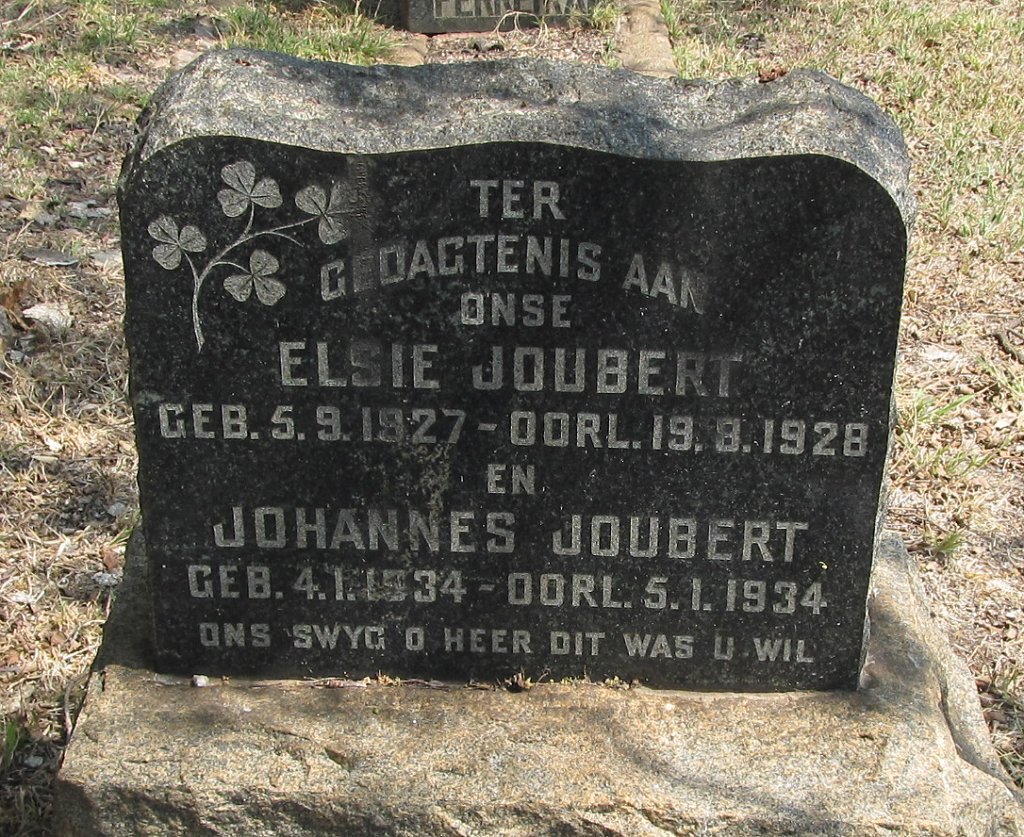 TER
GEDAGTENIS AAN
ONSE
ELSIE JOUBERT
GEB. 5. 9. 1927 - OORL. 19. 8. 1928
EN
JOHANNES JOUBERT
GEB. 4. 1. 1934 - OORL. 5. 1. 1934
ONS SWYG O HEER DIT WAS U WIL